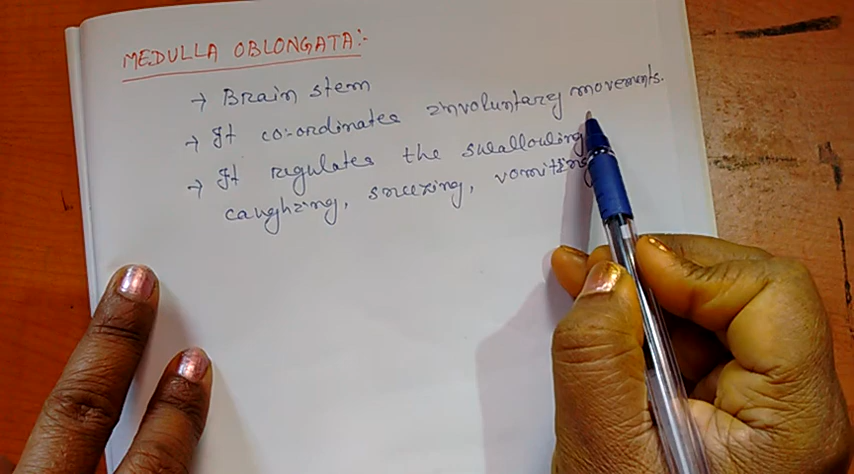 MEDULLA OBLONGATA:-
→ Brain stem
→ It co-ordinates involuntary movements.
→ It regulates the swallowing
caughing, sneezing, vomiting